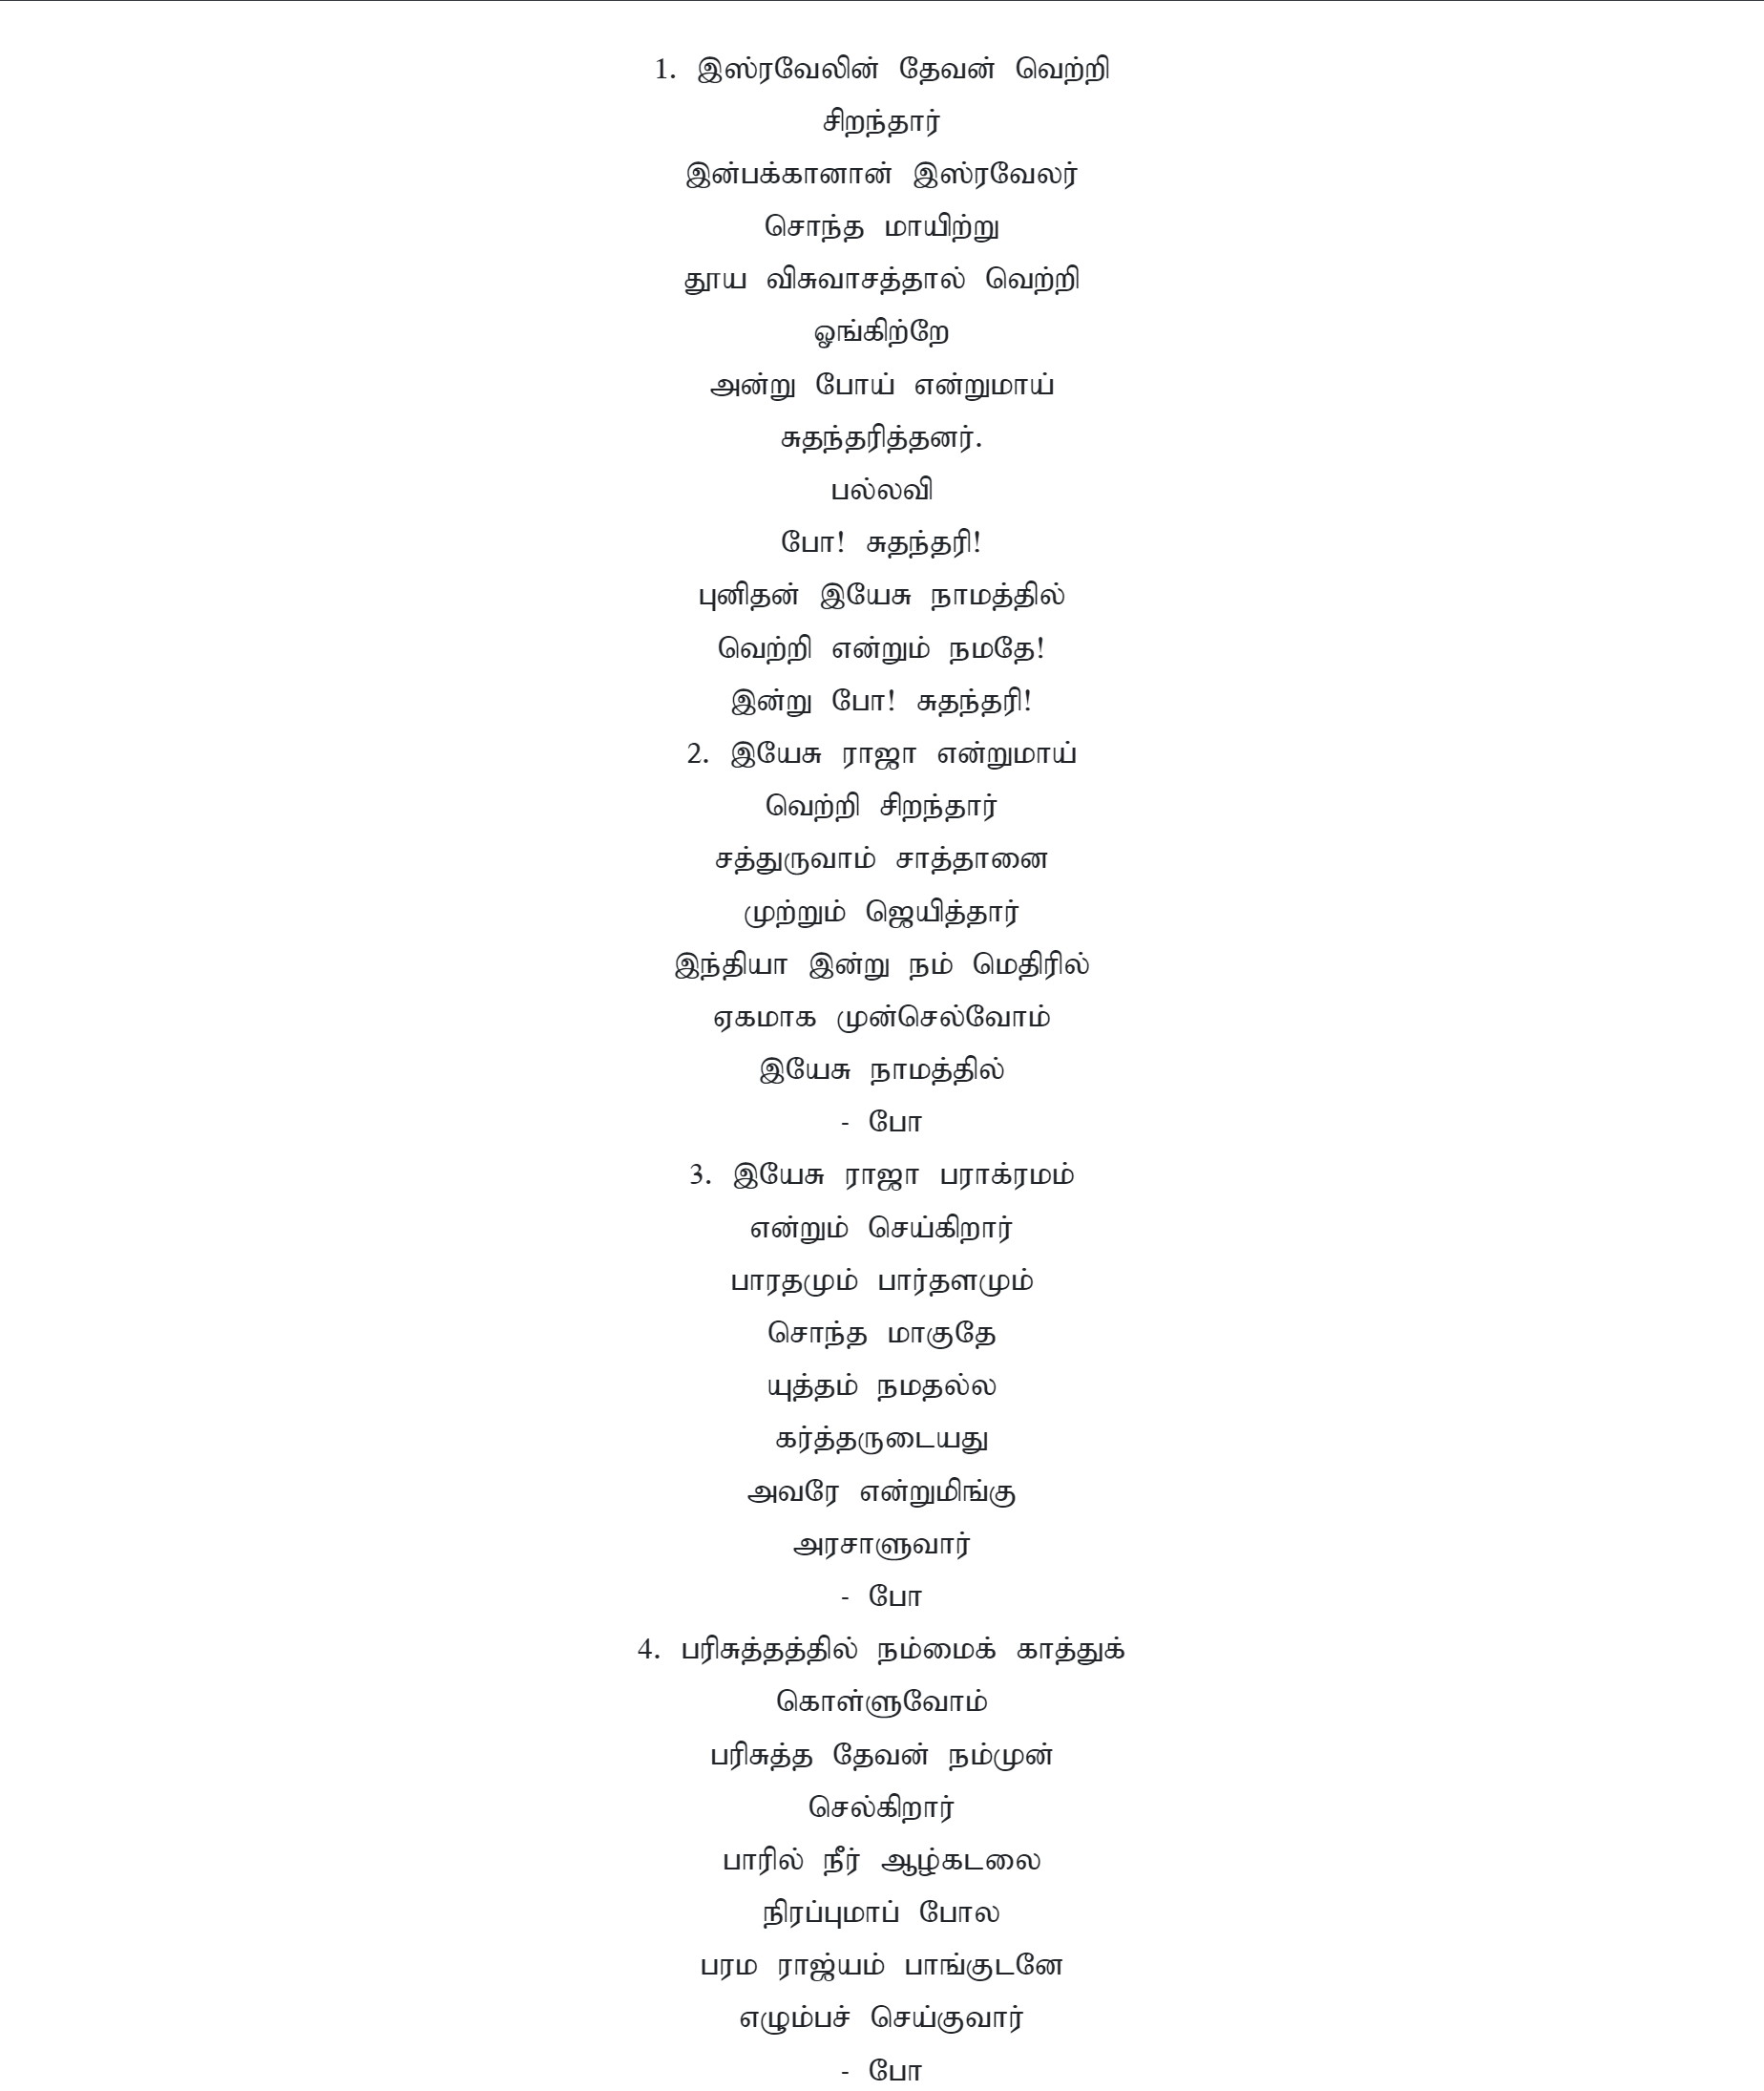 1. இஸ்ரவேலின் தேவன் வெற்றி
சிறந்தார்
இன்பக்கானான் இஸ்ரவேலர்
சொந்த மாயிற்று
தூய விசுவாசத்தால் வெற்றி
ஓங்கிற்றே
அன்று போய் என்றுமாய்
சுதந்தரித்தனர்.
பல்லவி
போ! சுதந்தரி!
புனிதன் இயேசு நாமத்தில்
வெற்றி என்றும் நமதே!
இன்று போ! சுதந்தரி!
2. இயேசு ராஜா என்றுமாய்
வெற்றி சிறந்தார்
சத்துருவாம் சாத்தானை
முற்றும் ஜெயித்தார்
இந்தியா இன்று நம் மெதிரில்
ஏகமாக முன்செல்வோம்
இயேசு நாமத்தில்
- போ
3. இயேசு ராஜா பராக்ரமம்
என்றும் செய்கிறார்
பாரதமும் பார்தளமும்
சொந்த மாகுதே
யுத்தம் நமதல்ல
கர்த்தருடையது
அவரே என்றுமிங்கு
அரசாளுவார்
- போ
4. பரிசுத்தத்தில் நம்மைக் காத்துக்
கொள்ளுவோம்
பரிசுத்த தேவன் நம்முன்
செல்கிறார்
பாரில் நீர் ஆழ்கடலை
நிரப்புமாப் போல
பரம ராஜ்யம் பாங்குடனே
எழும்பச் செய்குவார்
- போ